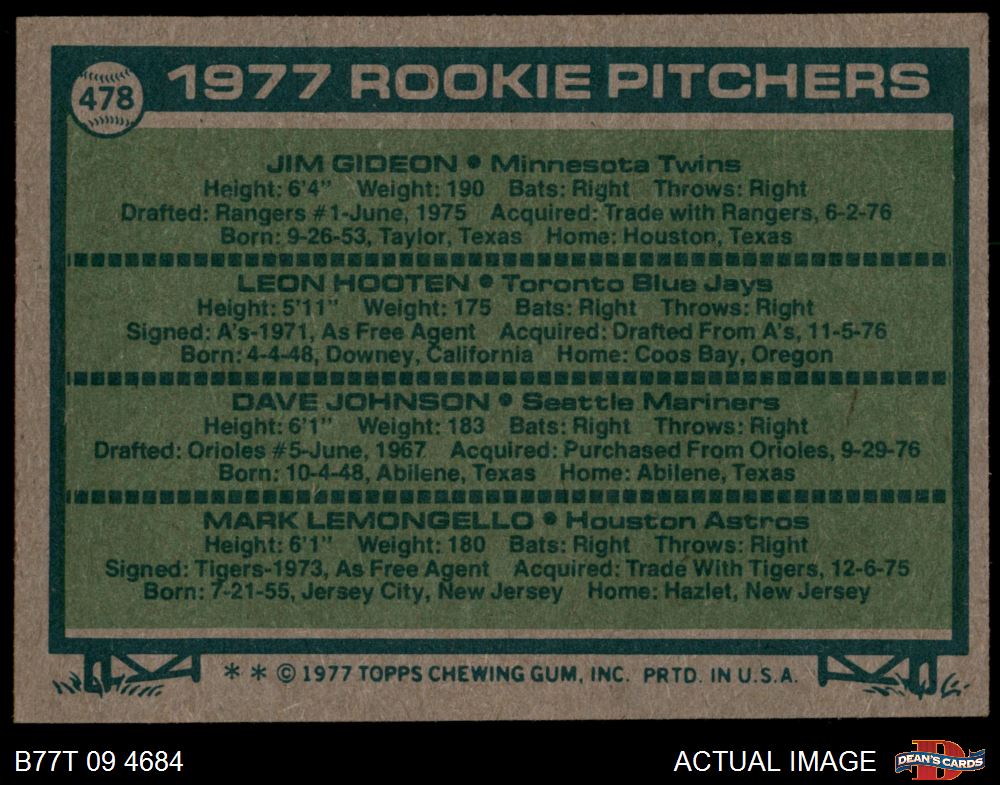 478
1977 ROOKIE PITCHERS
JIM GIDEON • Minnesota Twins
Height: 6'4" Weight: 190 Bats: Right Throws: Right
Drafted: Rangers #1-June, 1975 Acquired: Trade with Rangers, 6-2-76
Born: 9-26-53, Taylor, Texas Home: Houston, Texas
LEON HOOTEN • Toronto Blue Jays
Height: 5'11" Weight: 175 Bats: Right Throws: Right
Signed: A's-1971, As Free Agent Acquired: Drafted From A's, 11-5-76
Born: 4-4-48, Downey, California Home: Coos Bay, Oregon
DAVE JOHNSON • Seattle Mariners
Height: 6'1" Weight: 183 Bats: Right Throws: Right
Drafted: Orioles #5-June, 1967 Acquired: Purchased From Orioles, 9-29-76
Born: 10-4-48, Abilene, Texas Home: Abilene, Texas
MARK LEMONGELLO • Houston Astros
Height: 6'1" Weight: 180 Bats: Right Throws: Right
Signed: Tigers-1973, As Free Agent Acquired: Trade With Tigers, 12-6-75
Born: 7-21-55, Jersey City, New Jersey Home: Hazlet, New Jersey
* * © 1977 TOPPS CHEWING GUM, INC. PRTD. IN U.S.A.
B77T 09 4684
ACTUAL IMAGE
D
DEAN'S CARDS